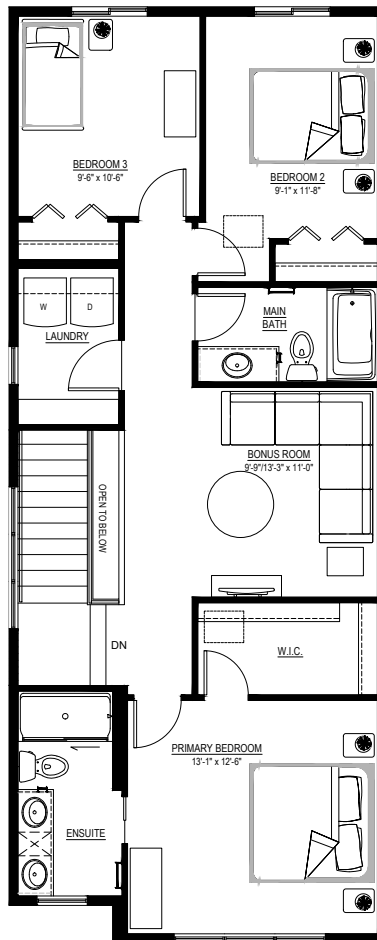 BEDROOM 3
9'-6" x 10'-6"
BEDROOM 2
9'-1" x 11'-8"
W
D
LAUNDRY
MAIN
BATH
BONUS ROOM
9'-9"/13'-3" x 11'-0"
OPEN TO BELOW
DN
W.I.C.
PRIMARY BEDROOM
13'-1" x 12'-6"
ENSUITE